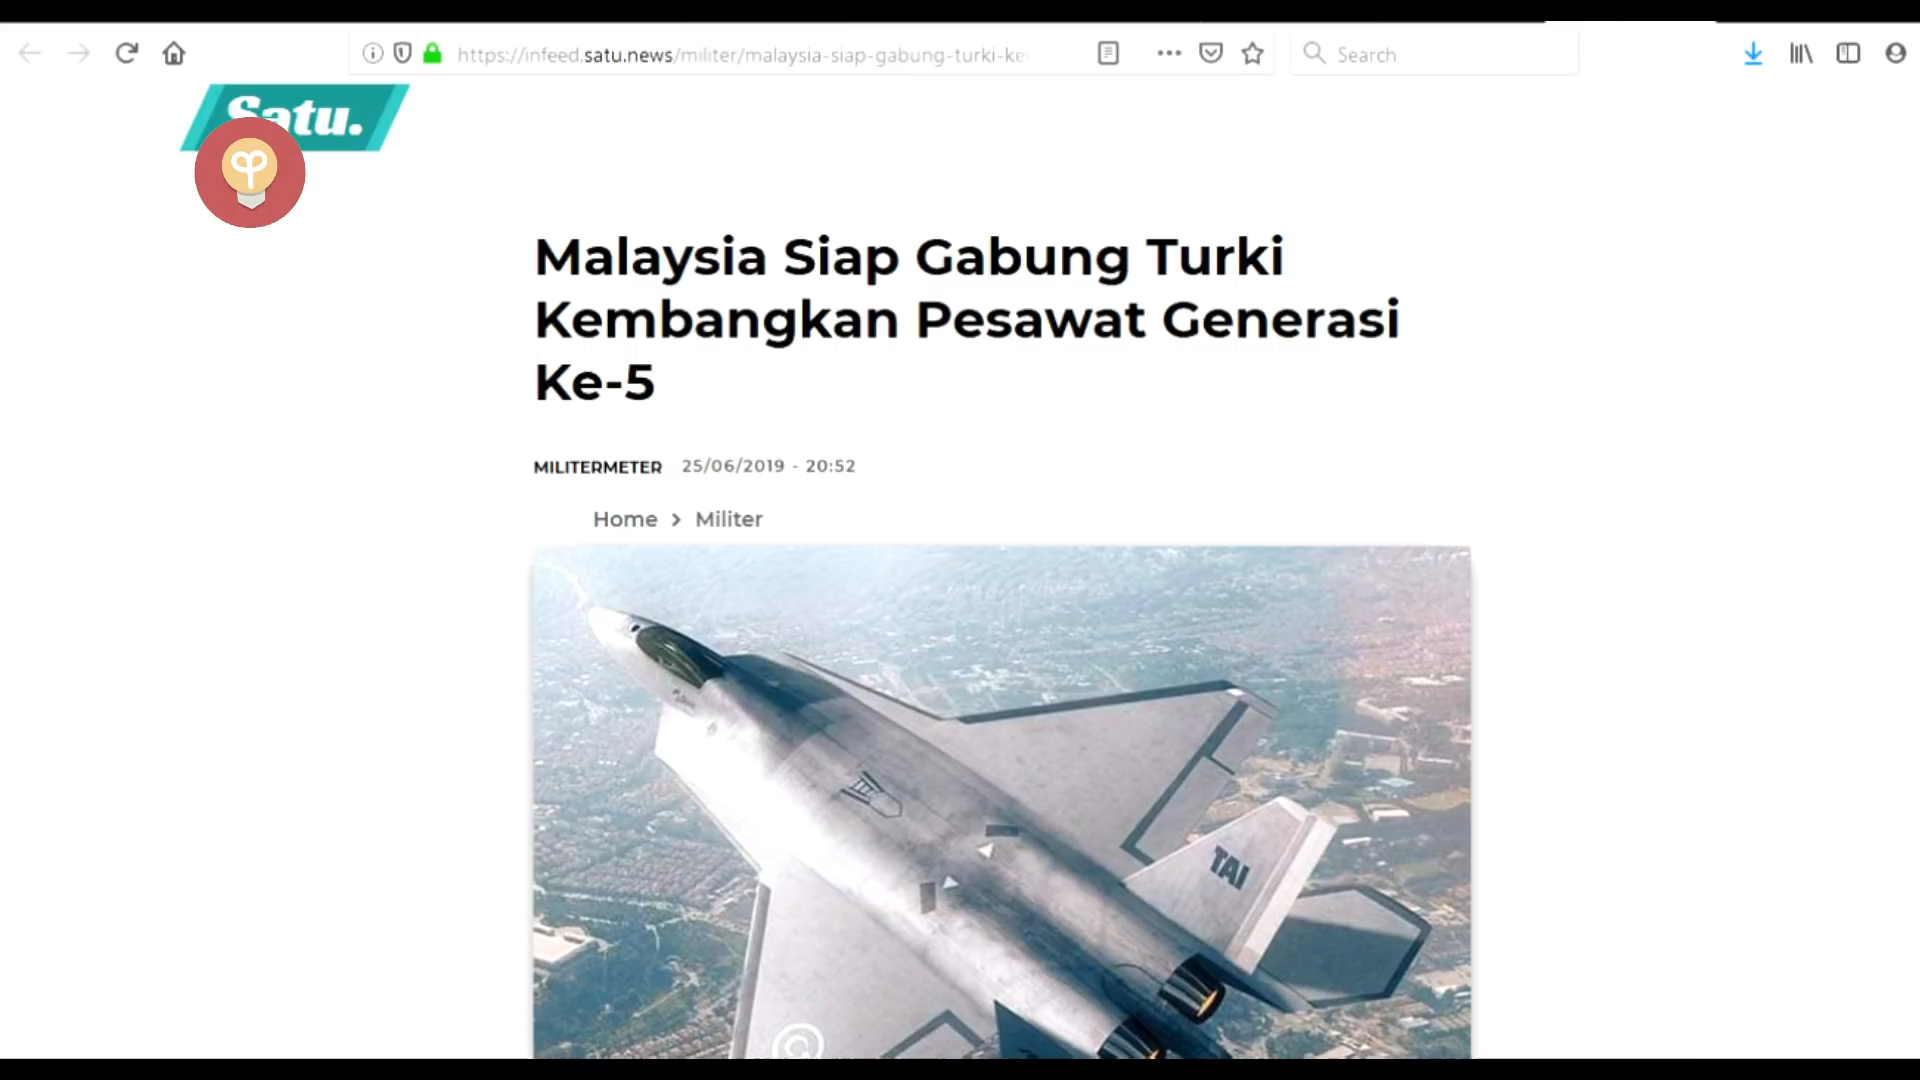 https://infeed.satu.news/militer/malaysia-siap-gabung-turki-ke
Search
Satu.
Malaysia Siap Gabung Turki
Kembangkan Pesawat Generasi
Ke-5
MILITERMETER 25/06/2019 - 20:52
Home > Militer
TAI